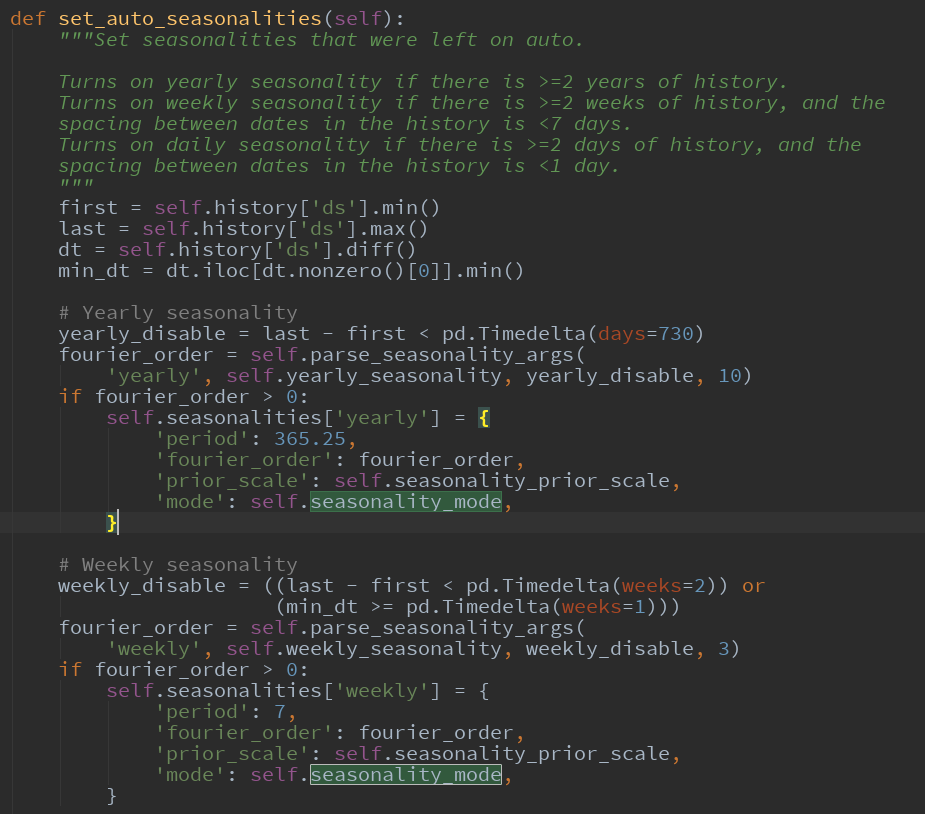 def set_auto_seasonalities(self):
    """Set seasonalities that were left on auto.

    Turns on yearly seasonality if there is >=2 years of history.
    Turns on weekly seasonality if there is >=2 weeks of history, and the
    spacing between dates in the history is <7 days.
    Turns on daily seasonality if there is >=2 days of history, and the
    spacing between dates in the history is <1 day.
    """
    first = self.history['ds'].min()
    last = self.history['ds'].max()
    dt = self.history['ds'].diff()
    min_dt = dt.iloc[dt.nonzero()[0]].min()

    # Yearly seasonality
    yearly_disable = last - first < pd.Timedelta(days=730)
    fourier_order = self.parse_seasonality_args(
        'yearly', self.yearly_seasonality, yearly_disable, 10)
    if fourier_order > 0:
        self.seasonalities['yearly'] = {
            'period': 365.25,
            'fourier_order': fourier_order,
            'prior_scale': self.seasonality_prior_scale,
            'mode': self.seasonality_mode,
        }

    # Weekly seasonality
    weekly_disable = ((last - first < pd.Timedelta(weeks=2)) or
                      (min_dt >= pd.Timedelta(weeks=1)))
    fourier_order = self.parse_seasonality_args(
        'weekly', self.weekly_seasonality, weekly_disable, 3)
    if fourier_order > 0:
        self.seasonalities['weekly'] = {
            'period': 7,
            'fourier_order': fourier_order,
            'prior_scale': self.seasonality_prior_scale,
            'mode': self.seasonality_mode,
        }